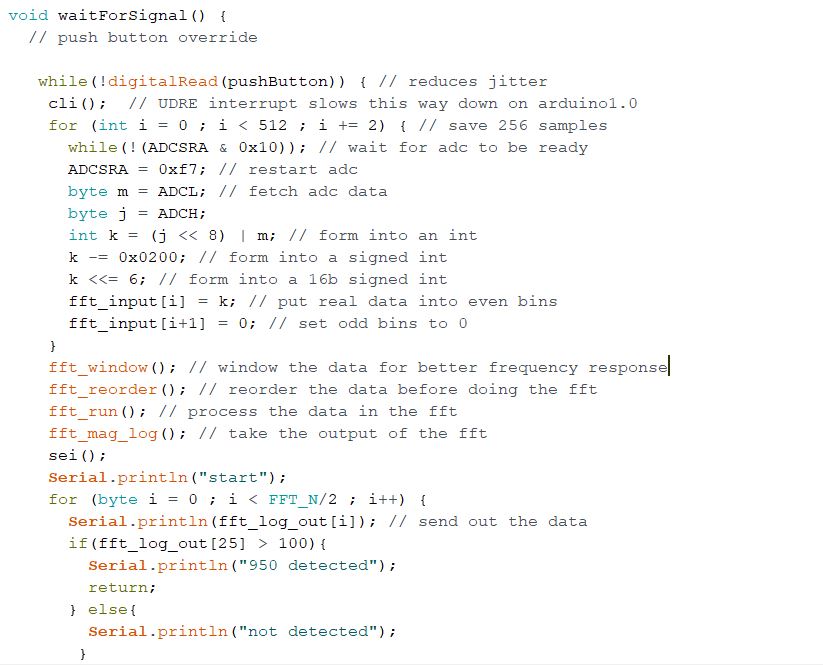 void waitForSignal() {
// push button override
while(!digitalRead(pushButton)) { // reduces jitter
cli();  // UDRE interrupt slows this way down on arduino1.0
for (int i = 0 ; i < 512 ; i += 2) { // save 256 samples
while(!(ADCSRA & 0x10)); // wait for adc to be ready
ADCSRA = 0xf7; // restart adc
byte m = ADCL; // fetch adc data
byte j = ADCH;
int k = (j << 8) | m; // form into an int
k -= 0x0200; // form into a signed int
k <<= 6; // form into a 16b signed int
fft_input[i] = k; // put real data into even bins
fft_input[i+1] = 0; // set odd bins to 0
}
fft_window(); // window the data for better frequency response
fft_reorder(); // reorder the data before doing the fft
fft_run(); // process the data in the fft
fft_mag_log(); // take the output of the fft
sei();
Serial.println("start");
for (byte i = 0 ; i < FFT_N/2 ; i++) {
Serial.println(fft_log_out[i]); // send out the data
if(fft_log_out[25] > 100){
Serial.println("950 detected");
return;
} else{
Serial.println("not detected");
}